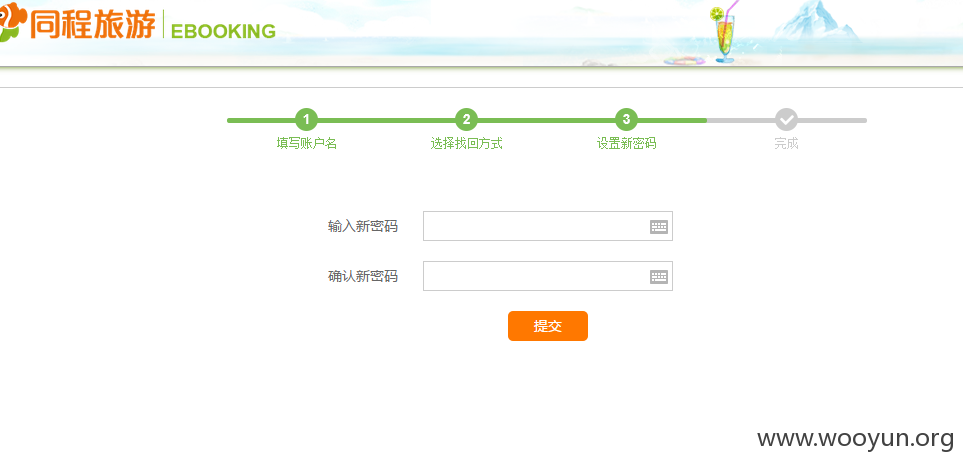 同程旅游 EBOOKING
1 2 3
填写账户名 选择找回方式 设置新密码 完成
输入新密码
确认新密码
提交
www.wooyun.org